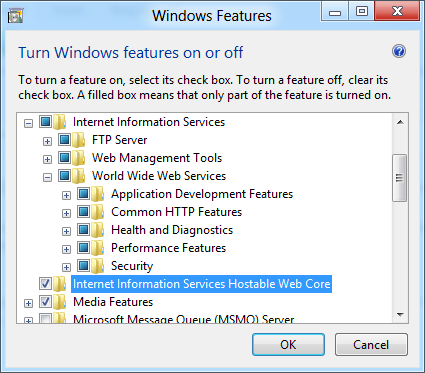 Windows Features
Turn Windows features on or off
To turn a feature on, select its check box. To turn a feature off, clear its
check box. A filled box means that only part of the feature is turned on.
Internet Information Services
FTP Server
Web Management Tools
World Wide Web Services
Application Development Features
Common HTTP Features
Health and Diagnostics
Performance Features
Security
Internet Information Services Hostable Web Core
Media Features
Microsoft Message Queue (MSMQ) Server
OK
Cancel